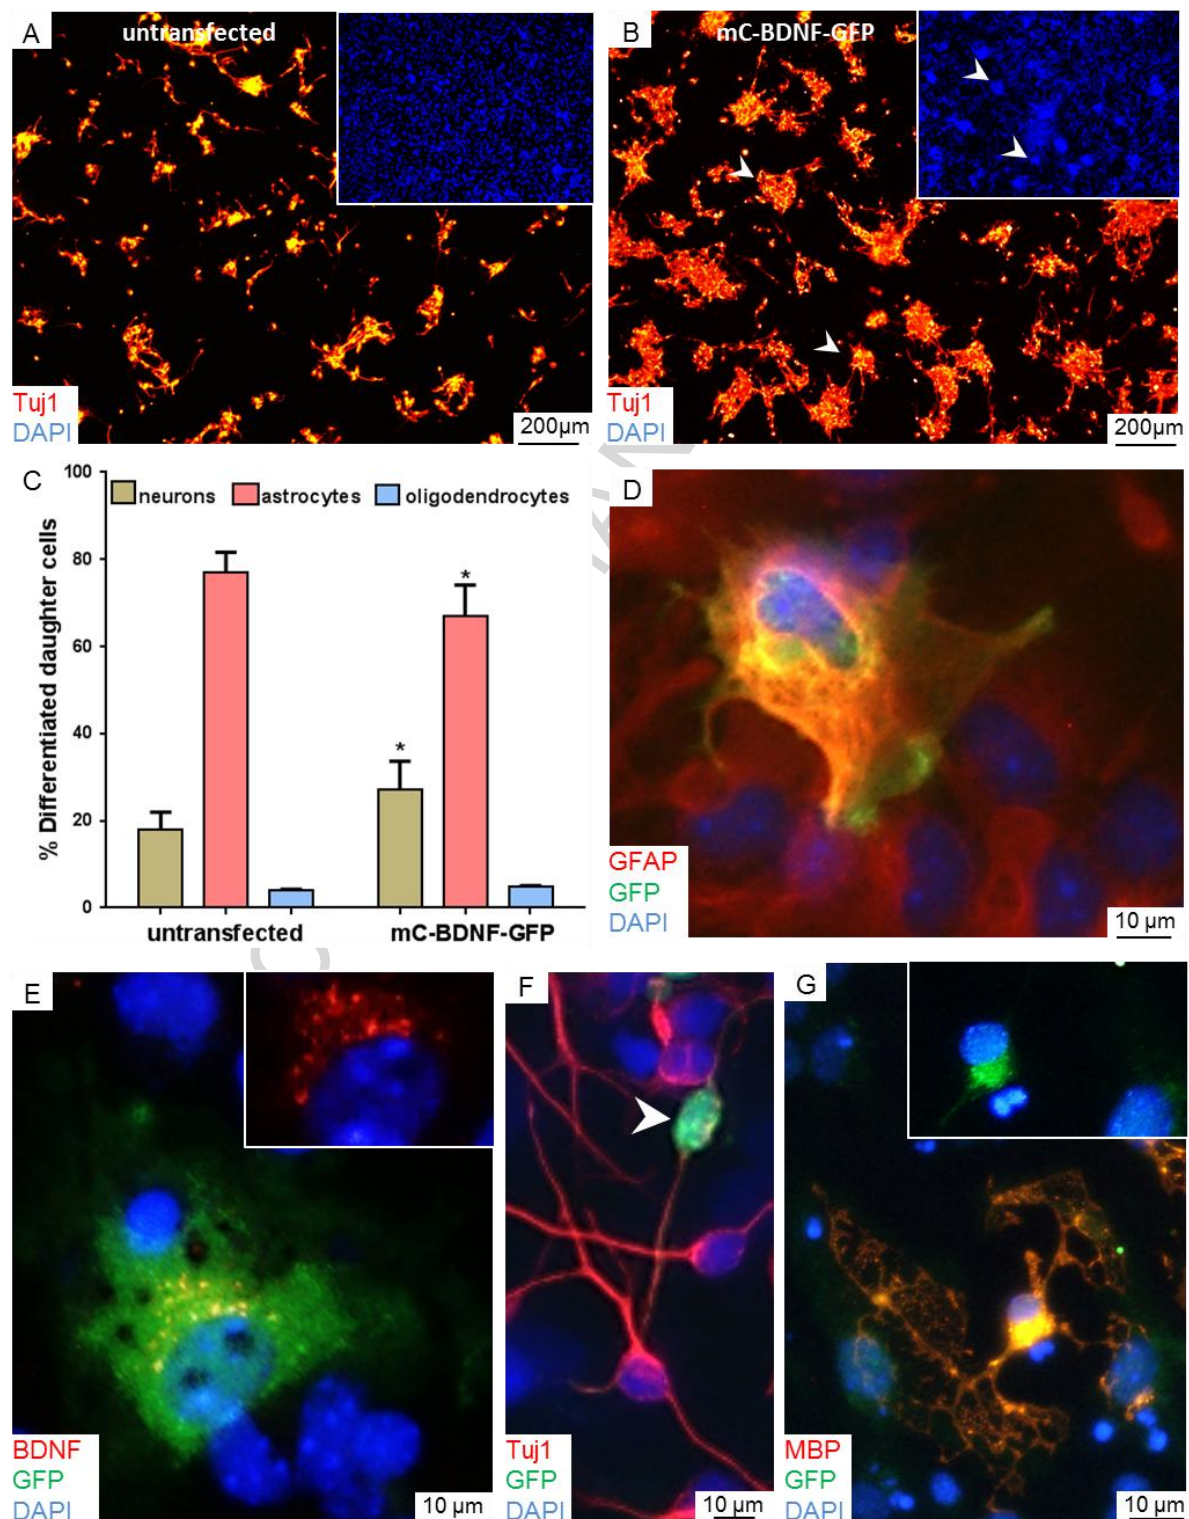 A
untransfected
Tuj1
DAPI
200µm
B
mC-BDNF-GFP
Tuj1
DAPI
200µm
C
% Differentiated daughter cells
100
80
60
40
20
0
neurons
astrocytes
oligodendrocytes
*
*
untransfected
mC-BDNF-GFP
D
GFAP
GFP
DAPI
10 µm
E
BDNF
GFP
DAPI
10 µm
F
Tuj1
GFP
DAPI
10 µm
G
MBP
GFP
DAPI
10 µm